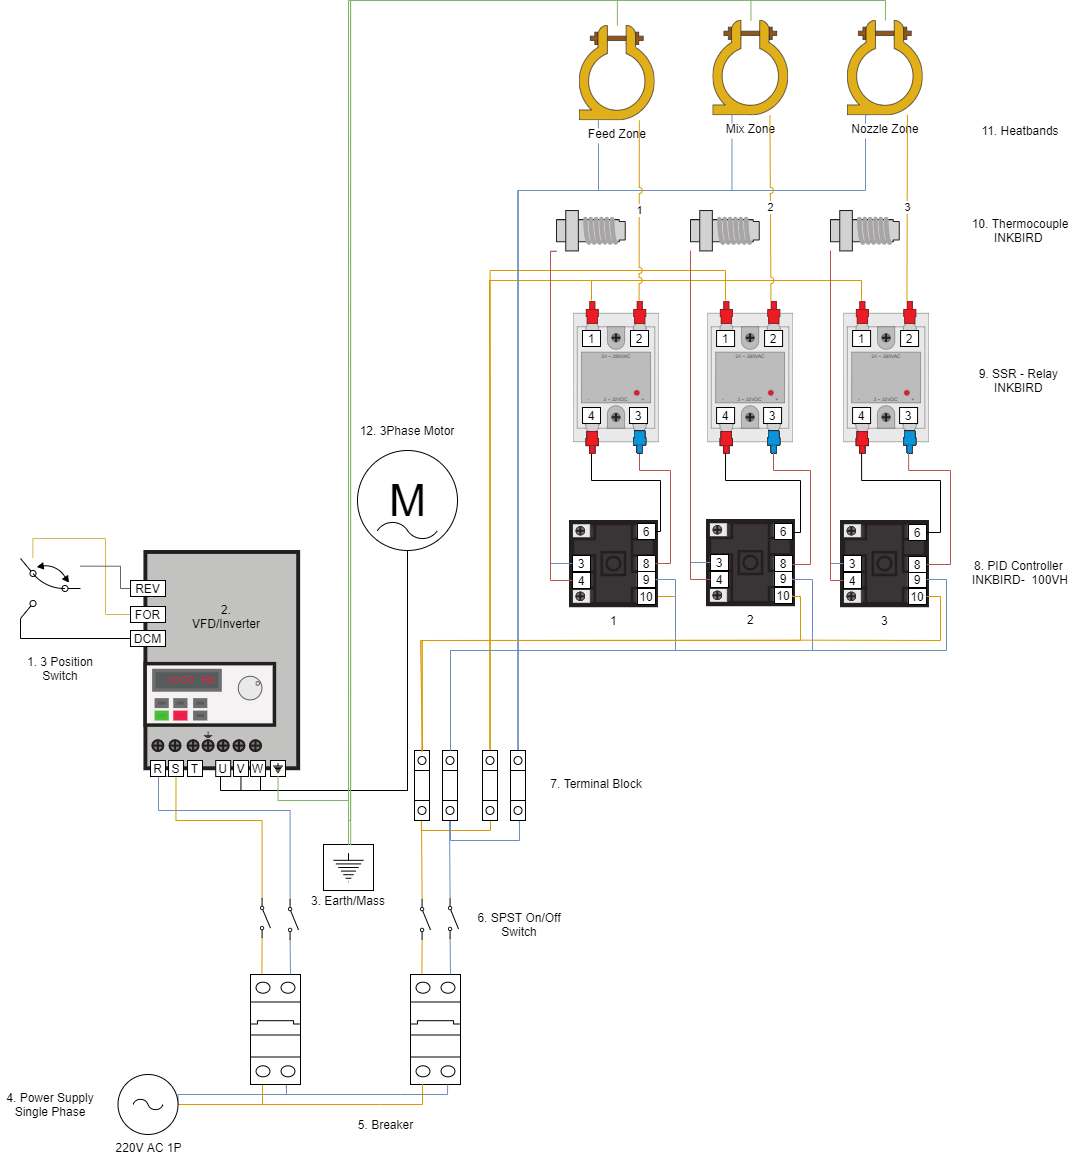 Feed Zone
Mix Zone
Nozzle Zone
11. Heatbands
1
2
3
10. Thermocouple
INKBIRD
1
2
1
2
1
2
24 ~ 380VAC
24 ~ 380VAC
24 ~ 380VAC
9. SSR - Relay
INKBIRD
3 ~ 32VDC
3 ~ 32VDC
3 ~ 32VDC
4
3
4
3
4
3
12. 3Phase Motor
M
6
6
6
3
8
3
8
3
8
4
9
4
9
4
9
10
10
10
8. PID Controller
INKBIRD- 100VH
1
2
3
REV
FOR
DCM
2.
VFD/Inverter
1. 3 Position
Switch
R
S
T
U
V
W
7. Terminal Block
3. Earth/Mass
6. SPST On/Off
Switch
4. Power Supply
Single Phase
5. Breaker
220V AC 1P